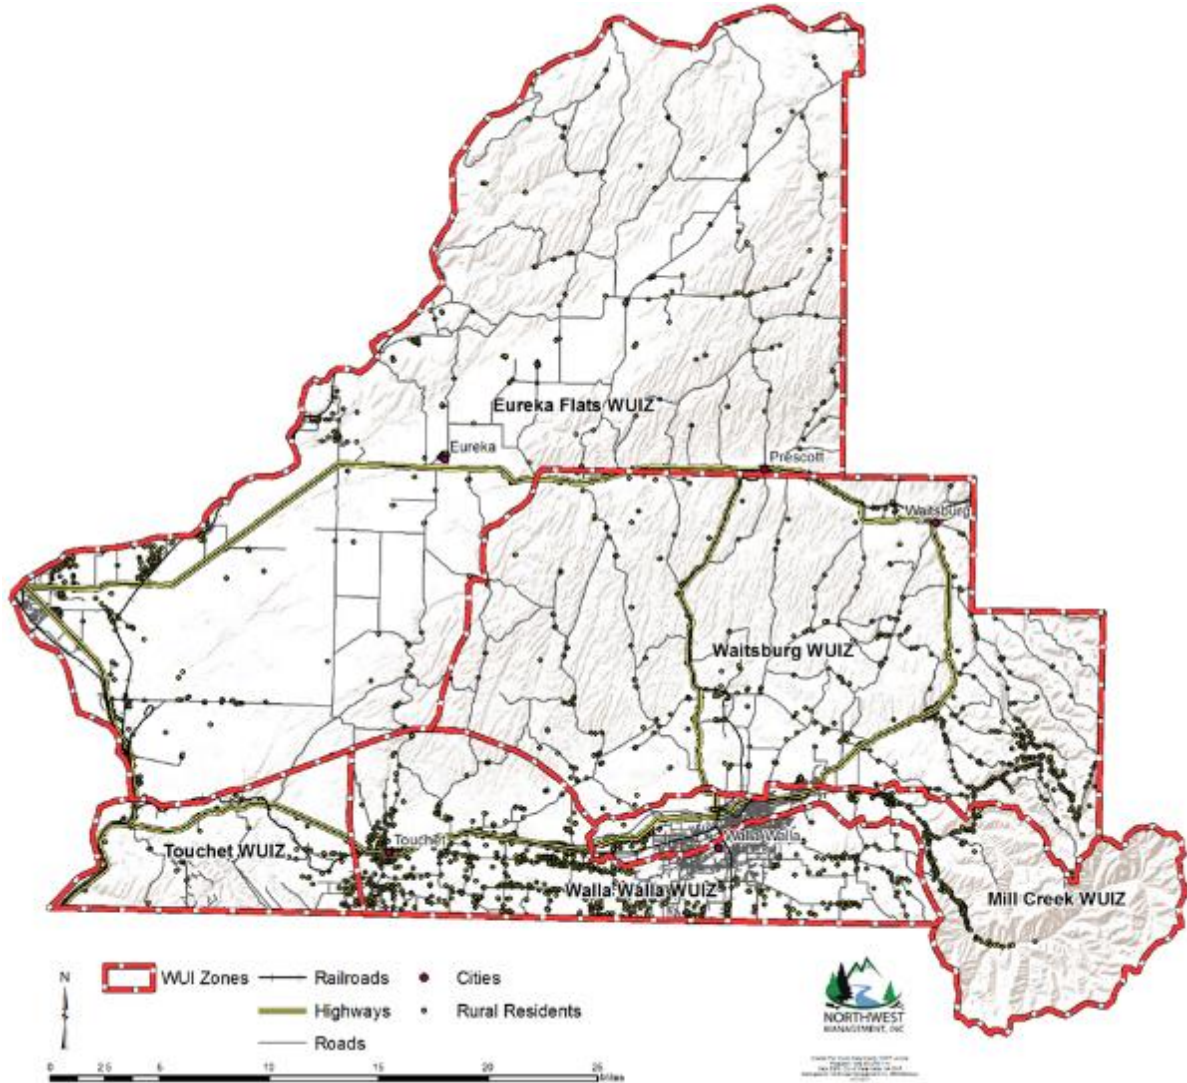 Eureka Flats WUIZ
Eureka
Prescott
Waitsburg
Waitsburg WUIZ
Touchet WUIZ
Touchet
Walla Walla
Walla Walla WUIZ
Mill Creek WUIZ
N
WUI Zones
Railroads
Cities
Highways
Rural Residents
Roads
NORTHWEST
MANAGEMENT, INC
0 2.5 5 10 15 20 25
Miles